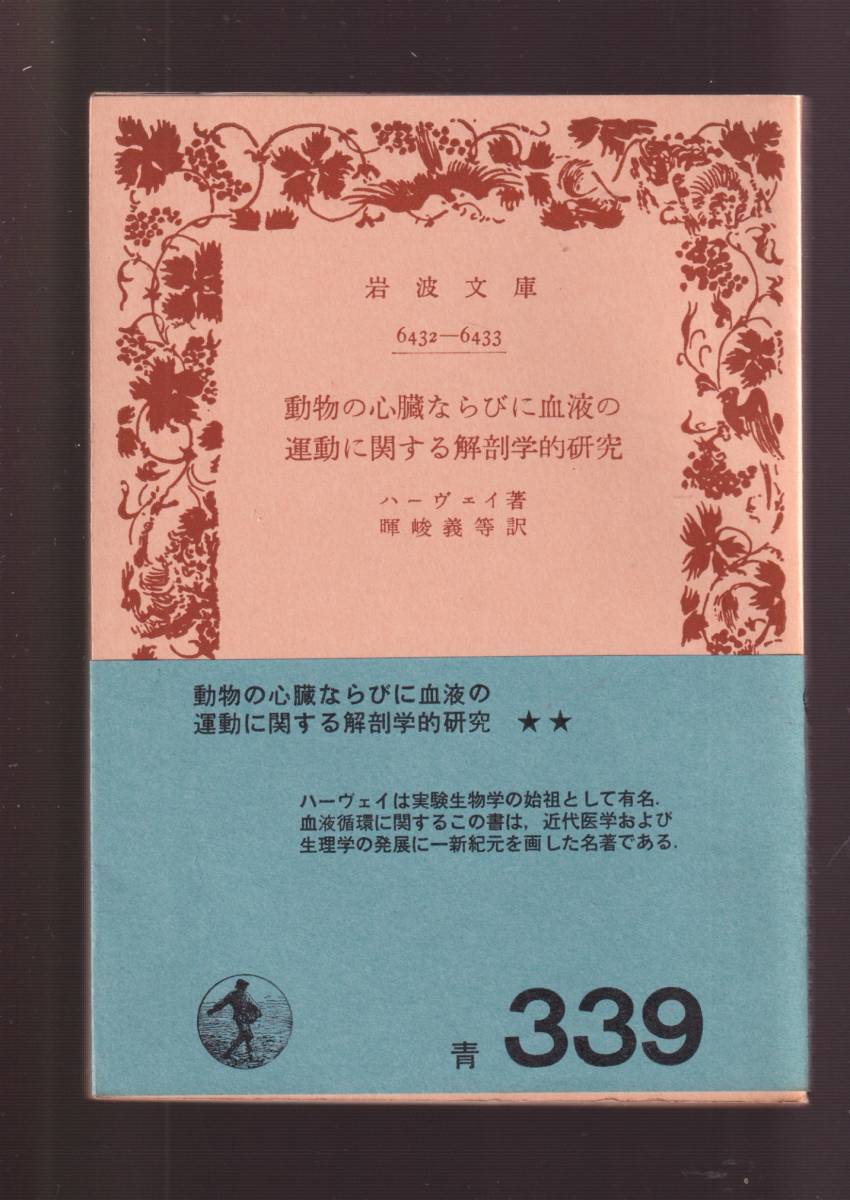 岩波文庫
6432—6433
動物の心臓ならびに血液の
運動に関する解剖学的研究
ハーヴェイ著
暉峻義等訳
動物の心臓ならびに血液の
運動に関する解剖学的研究 ★★
ハーヴェイは実験生物学の始祖として有名.
血液循環に関するこの書は, 近代医学および
生理学の発展に一新紀元を画した名著である.
青 339